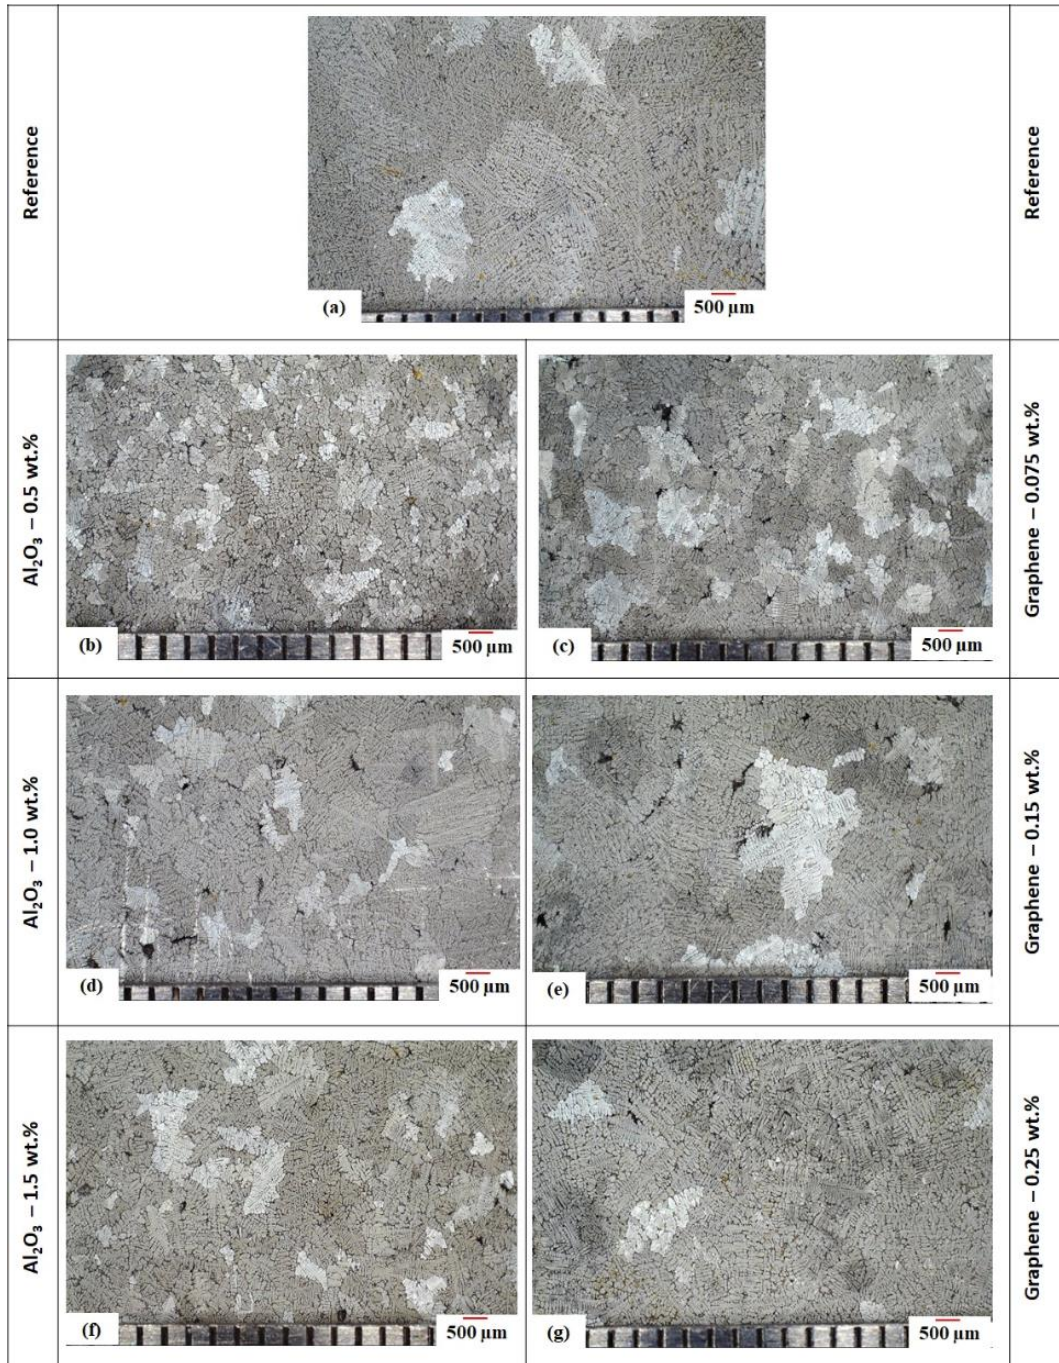 Reference
Reference
(a)
500 µm
Al₂O₃ – 0.5 wt.%
(b)
500 µm
(c)
500 µm
Graphene – 0.075 wt.%
Al₂O₃ – 1.0 wt.%
(d)
500 µm
(e)
500 µm
Graphene – 0.15 wt.%
Al₂O₃ – 1.5 wt.%
(f)
500 µm
(g)
500 µm
Graphene – 0.25 wt.%